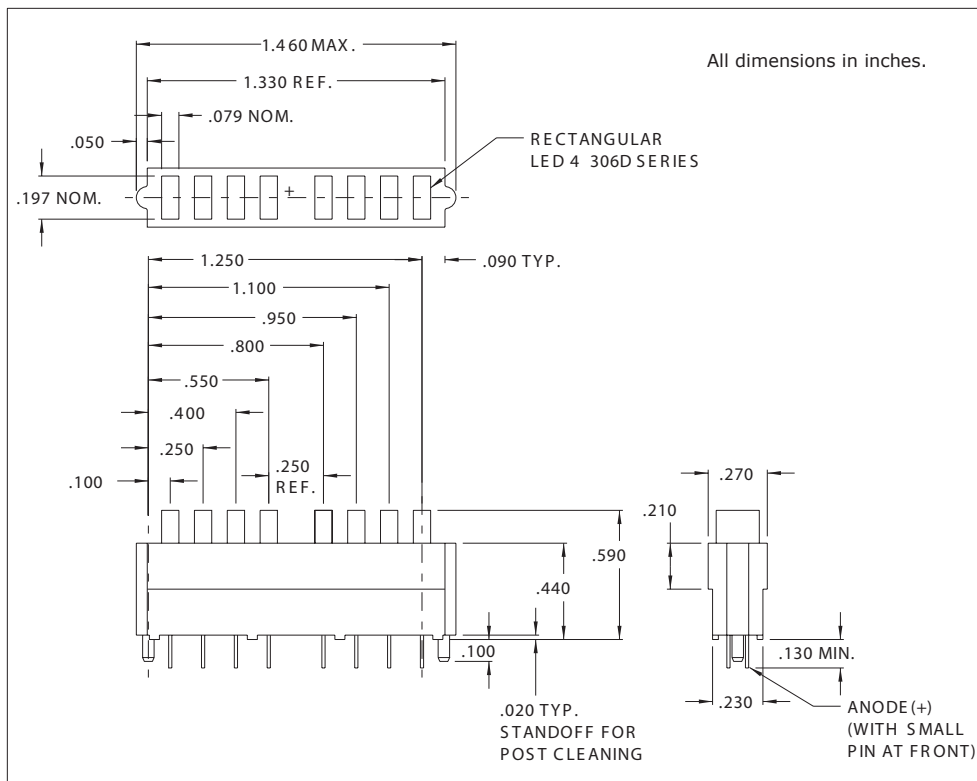 1.460 MAX.
All dimensions in inches.
1.330 REF.
.079 NOM.
.050
RECTANGULAR
LED 4 306D SERIES
.197 NOM.
+
1.250
.090 TYP.
1.100
.950
.800
.550
.400
.250
.250
REF.
.100
.270
.210
.590
.440
.100
.130 MIN.
.230
.020 TYP.
STANDOFF FOR
POST CLEANING
ANODE (+)
(WITH SMALL
PIN AT FRONT)